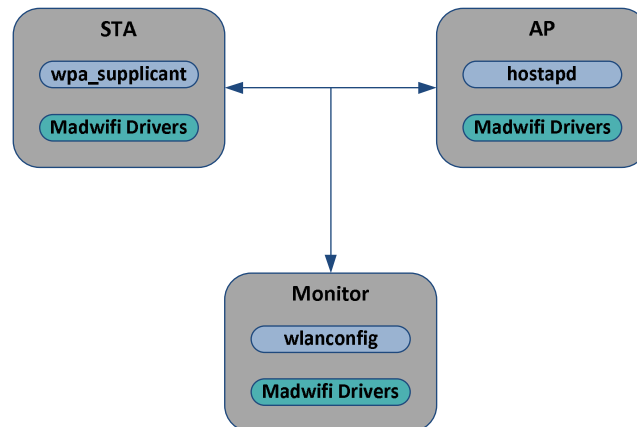 STA
wpa_supplicant
Madwifi Drivers
AP
hostapd
Madwifi Drivers
Monitor
wlanconfig
Madwifi Drivers